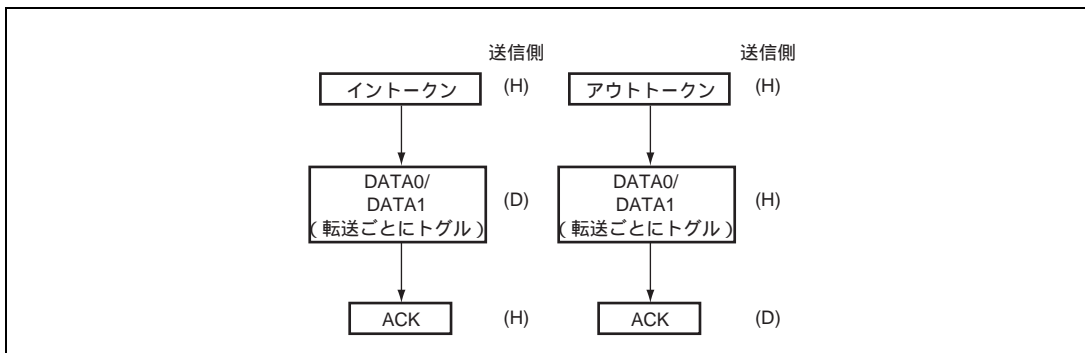 送信側
送信側
イントークン (H)
アウトトークン (H)
DATA0/
DATA1
(転送ごとにトグル)
(D)
DATA0/
DATA1
(転送ごとにトグル)
(H)
ACK (H)
ACK (D)